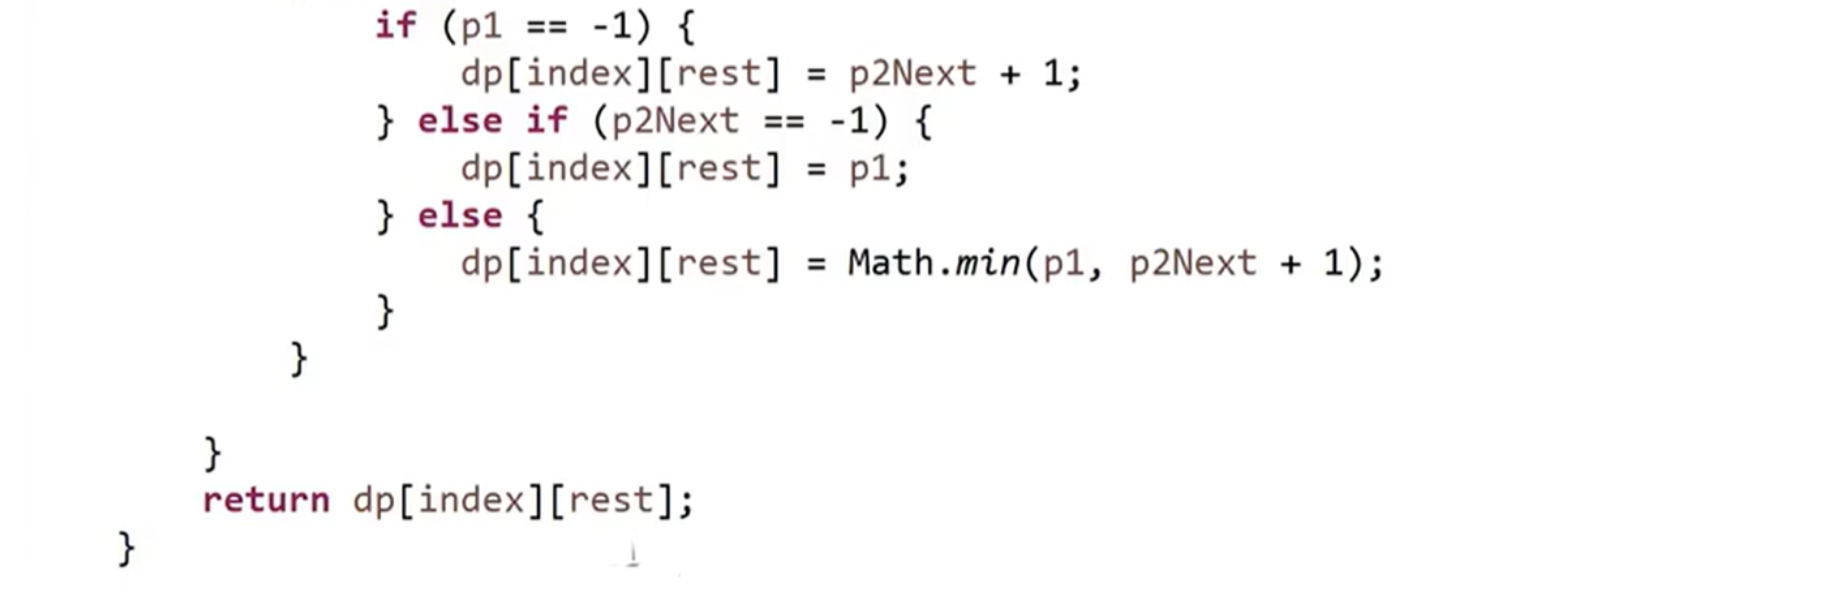 if (p1 == -1) {
dp[index][rest] = p2Next + 1;
} else if (p2Next == -1) {
dp[index][rest] = p1;
} else {
dp[index][rest] = Math.min(p1, p2Next + 1);
}
}
}
return dp[index][rest];
}